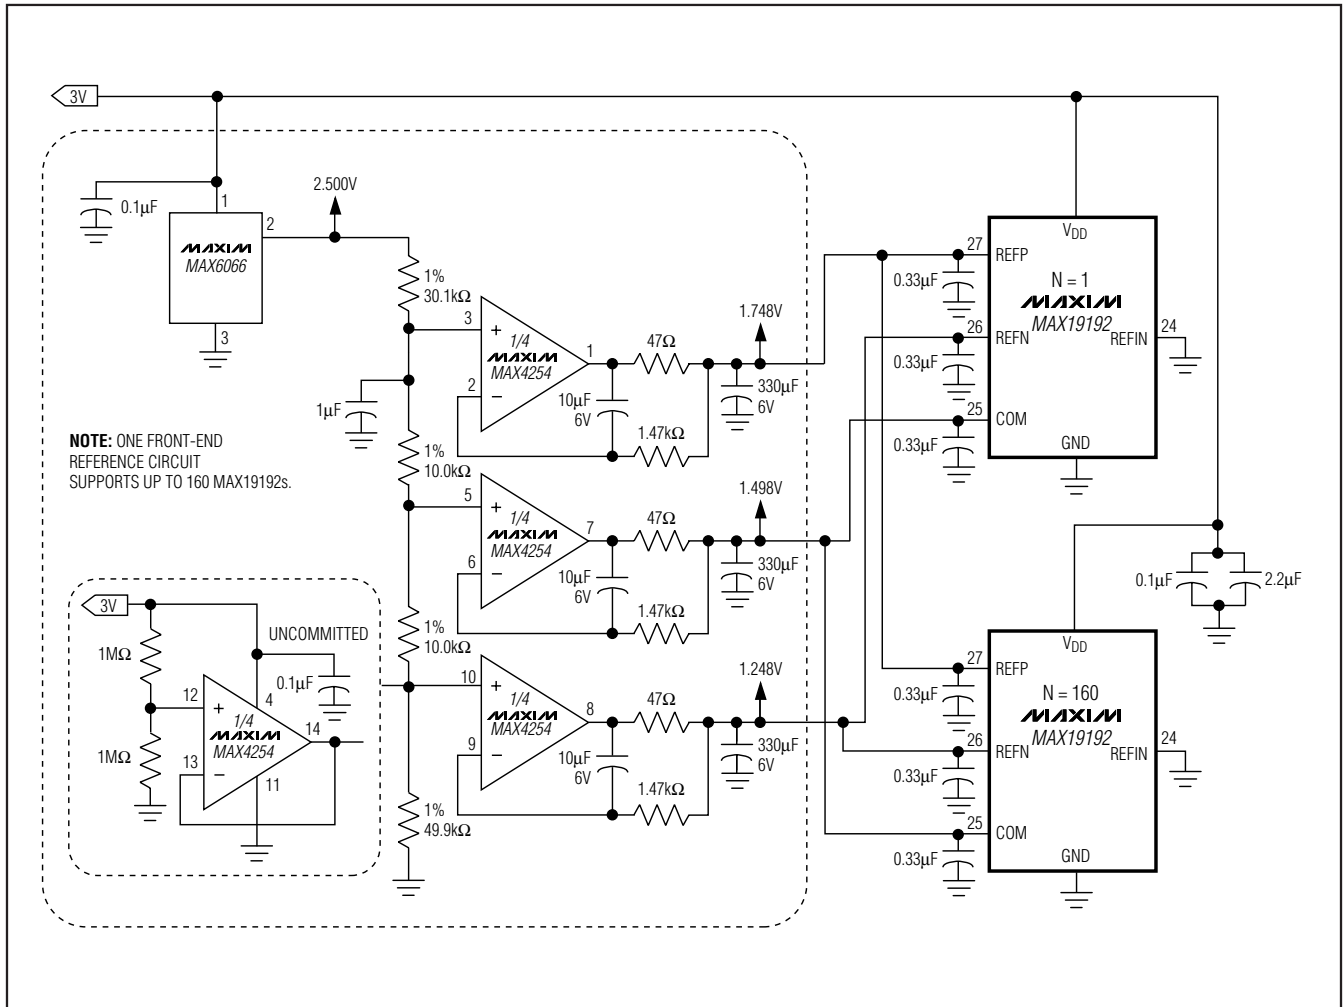 3V
0.1µF
1
2
2.500V
MAXIM
MAX6066
3
1%
30.1kΩ
1µF
3
+
1/4
MAXIM
MAX4254
1
2
−
47Ω
10µF
6V
1.47kΩ
1.748V
330µF
6V
NOTE: ONE FRONT-END
REFERENCE CIRCUIT
SUPPORTS UP TO 160 MAX19192s.
1%
10.0kΩ
5
+
1/4
MAXIM
MAX4254
7
6
−
47Ω
10µF
6V
1.47kΩ
1.498V
330µF
6V
1%
10.0kΩ
10
+
1/4
MAXIM
MAX4254
8
9
−
47Ω
10µF
6V
1.47kΩ
1.248V
330µF
6V
1%
49.9kΩ
3V
UNCOMMITTED
1MΩ
0.1µF
12
+
4
1/4
MAXIM
MAX4254
14
1MΩ
13
−
11
VDD
27
REFP
0.33µF
N = 1
MAXIM
MAX19192
26
REFN
0.33µF
24
REFIN
25
COM
0.33µF
GND
0.1µF
2.2µF
VDD
27
REFP
0.33µF
N = 160
MAXIM
MAX19192
26
REFN
0.33µF
24
REFIN
25
COM
0.33µF
GND